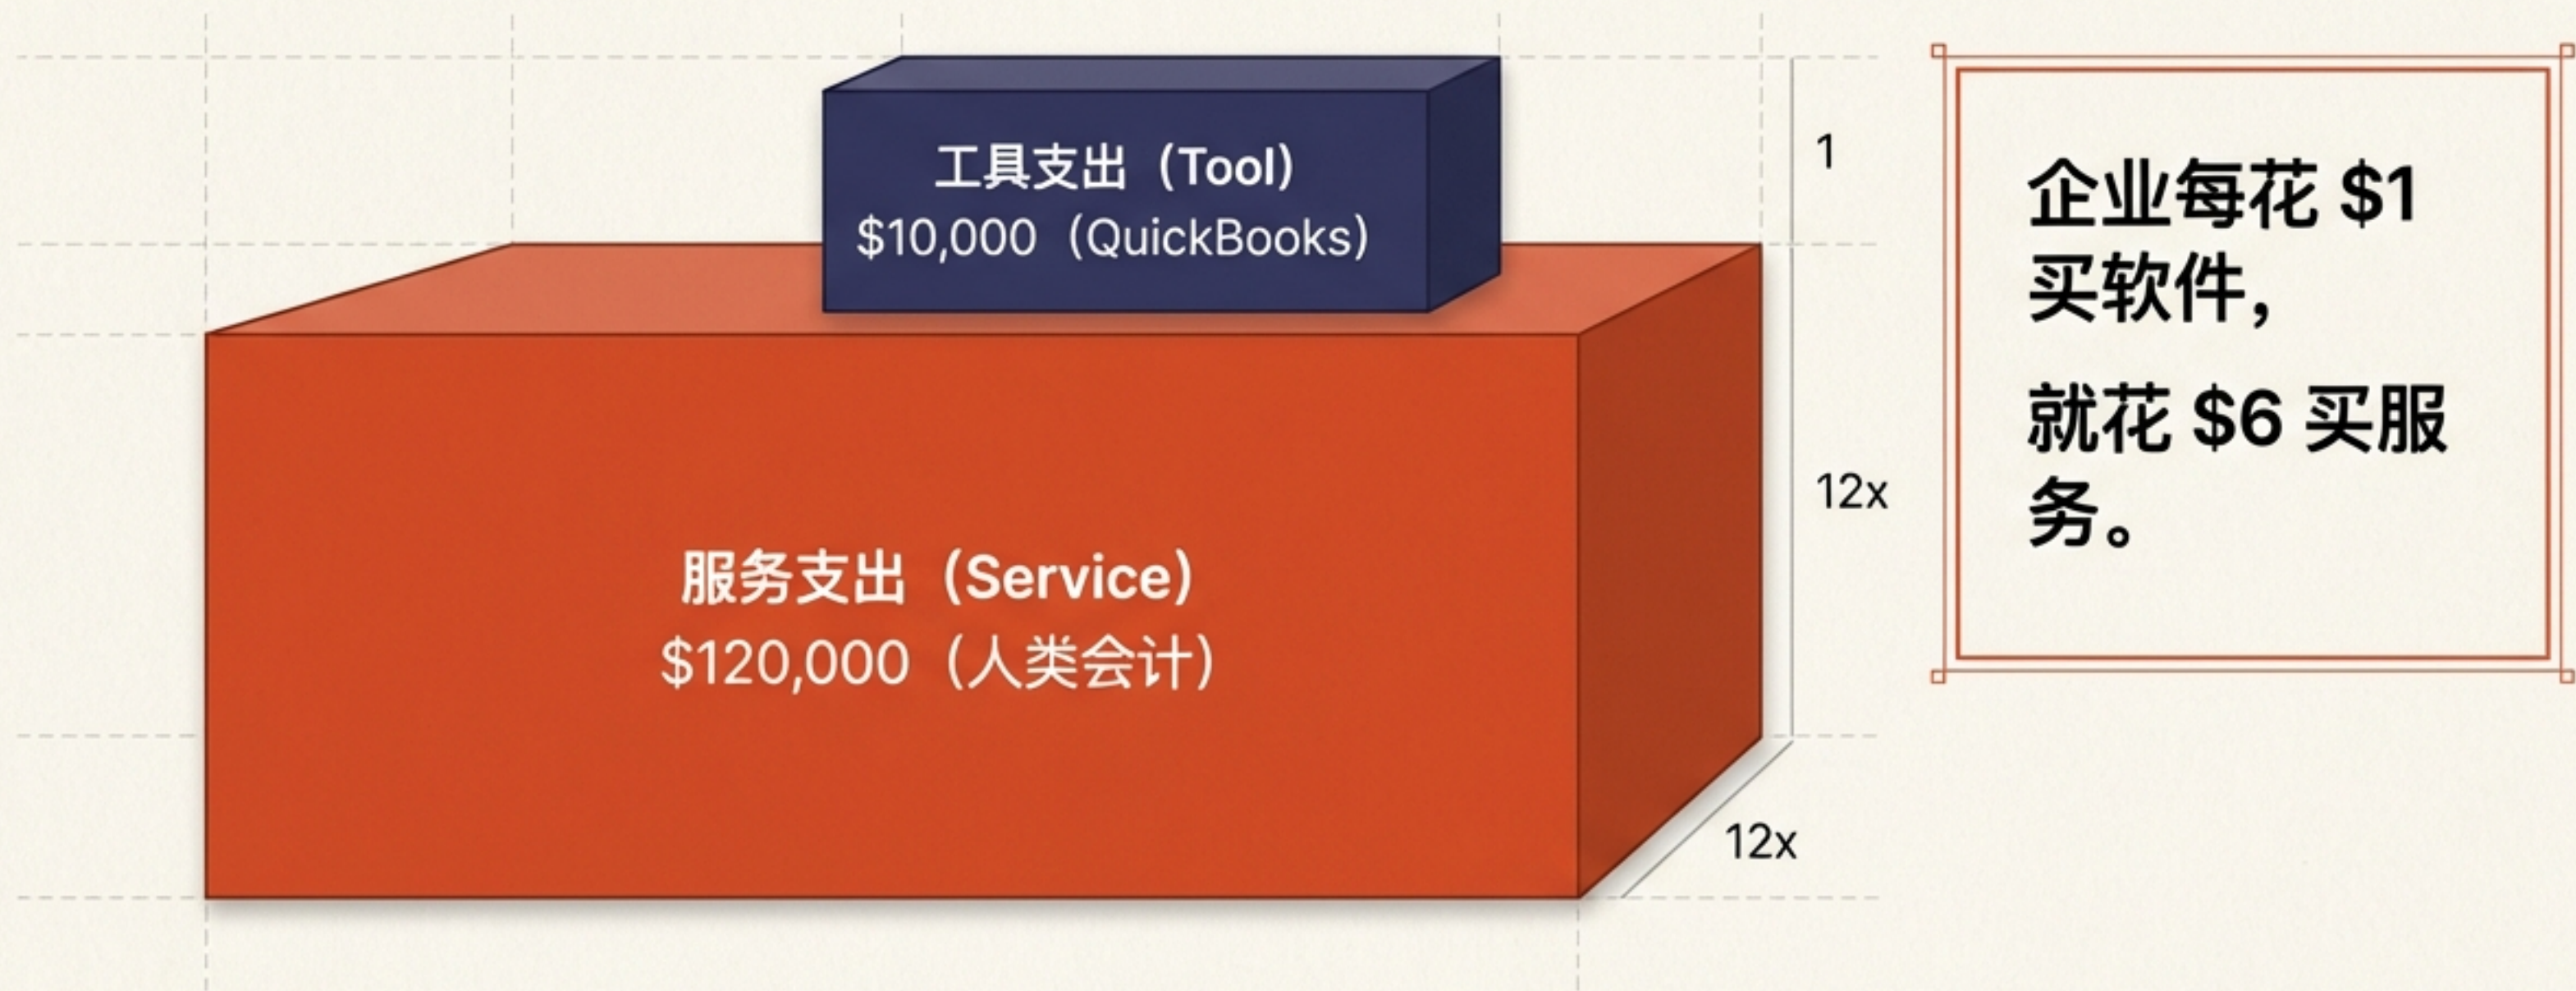 工具支出（Tool）
$10,000（QuickBooks）
1
服务支出（Service）
$120,000（人类会计）
12x
12x
企业每花 $1
买软件，
就花 $6 买服
务。